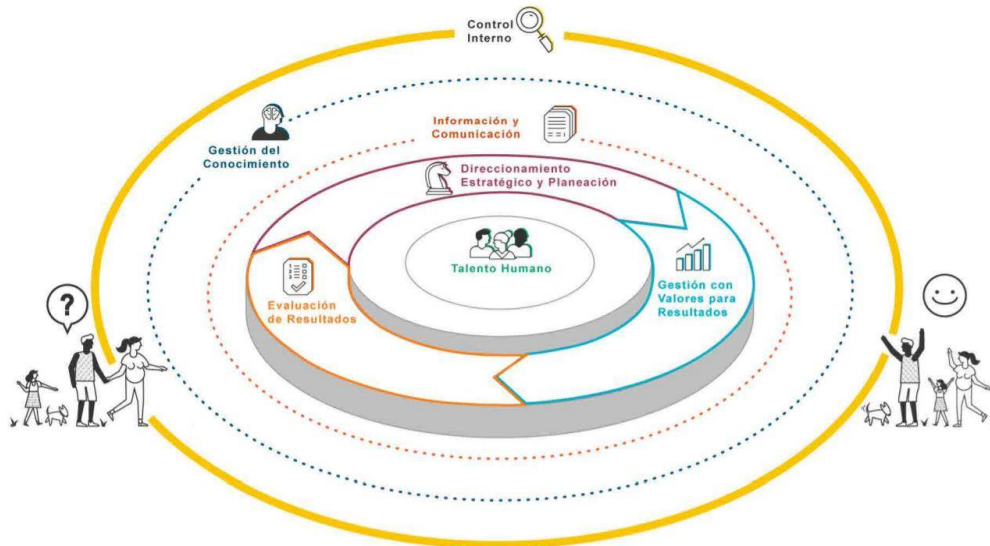 Control
Interno
Información y
Comunicación
Gestión del
Conocimiento
Direccionamiento
Estratégico y Planeación
Talento Humano
Evaluación
de Resultados
Gestión con
Valores para
Resultados
?